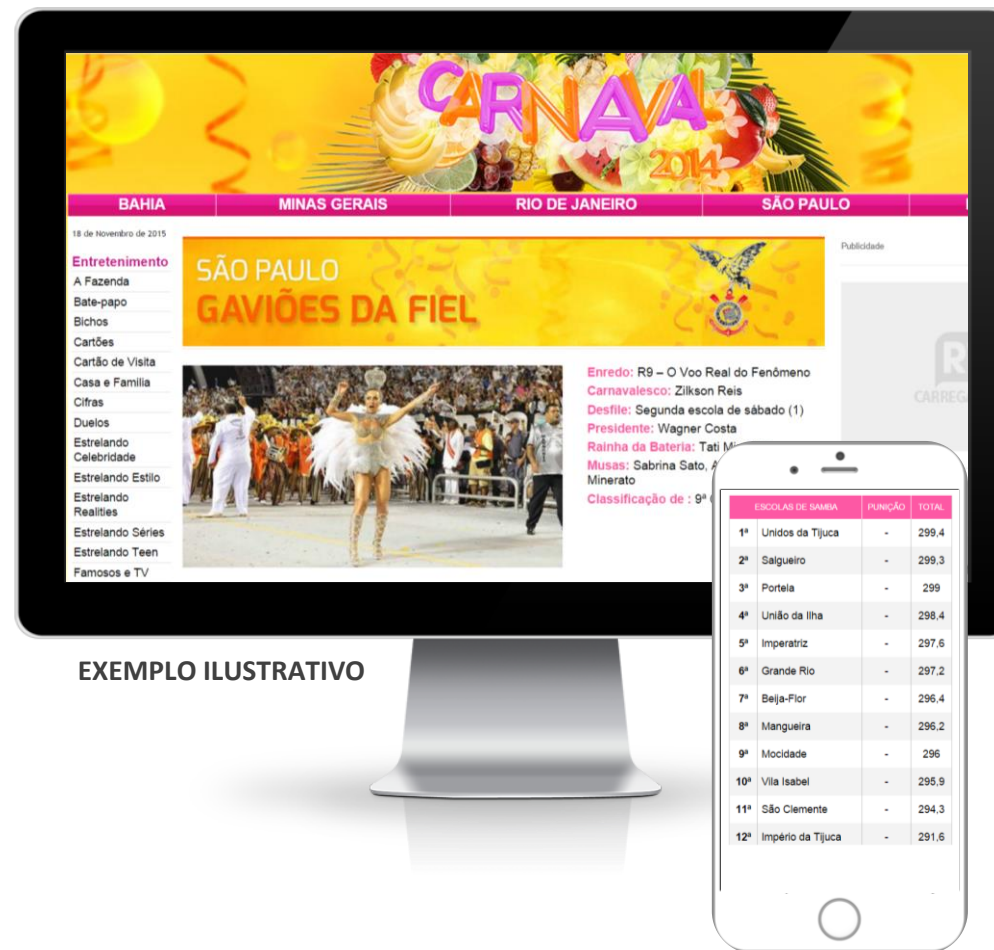 CARNAVAL
2014
BAHIA MINAS GERAIS RIO DE JANEIRO SÃO PAULO
18 de Novembro de 2015
Entretenimento
A Fazenda
Bate-papo
Bichos
Cartões
Cartão de Visita
Casa e Família
Cifras
Duelos
Estrelando
Celebridade
Estrelando Estilo
Estrelando
Realities
Estrelando Séries
Estrelando Teen
Famosos e TV
SÃO PAULO
GAVIÕES DA FIEL
Enredo: R9 – O Voo Real do Fenômeno
Carnavalesco: Zilkson Reis
Desfile: Segunda escola de sábado (1)
Presidente: Wagner Costa
Rainha da Bateria: Tati
Musas: Sabrina Sato,
Minerato
Classificação de : 9ª
Publicidade
EXEMPLO ILUSTRATIVO
ESCOLAS DE SAMBA PUNIÇÃO TOTAL
1ª Unidos da Tijuca - 299,4
2ª Salgueiro - 299,3
3ª Portela - 299
4ª União da Ilha - 298,4
5ª Imperatriz - 297,6
6ª Grande Rio - 297,2
7ª Beija-Flor - 296,4
8ª Mangueira - 296,2
9ª Mocidade - 296
10ª Vila Isabel - 295,9
11ª São Clemente - 294,3
12ª Império da Tijuca - 291,6